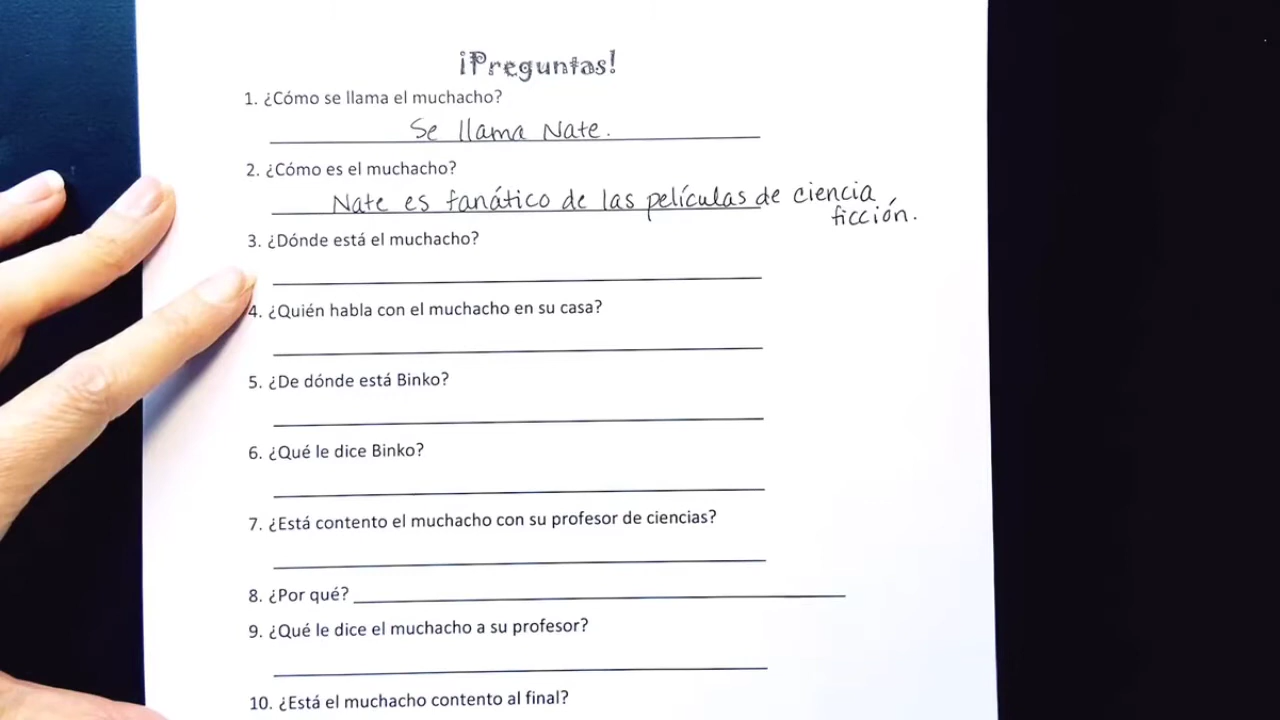 ¡Preguntas!
1. ¿Cómo se llama el muchacho?
Se llama Nate.
2. ¿Cómo es el muchacho?
Nate es fanático de las películas de ciencia
ficción.
3. ¿Dónde está el muchacho?
4. ¿Quién habla con el muchacho en su casa?
5. ¿De dónde está Binko?
6. ¿Qué le dice Binko?
7. ¿Está contento el muchacho con su profesor de ciencias?
8. ¿Por qué?
9. ¿Qué le dice el muchacho a su profesor?
10. ¿Está el muchacho contento al final?